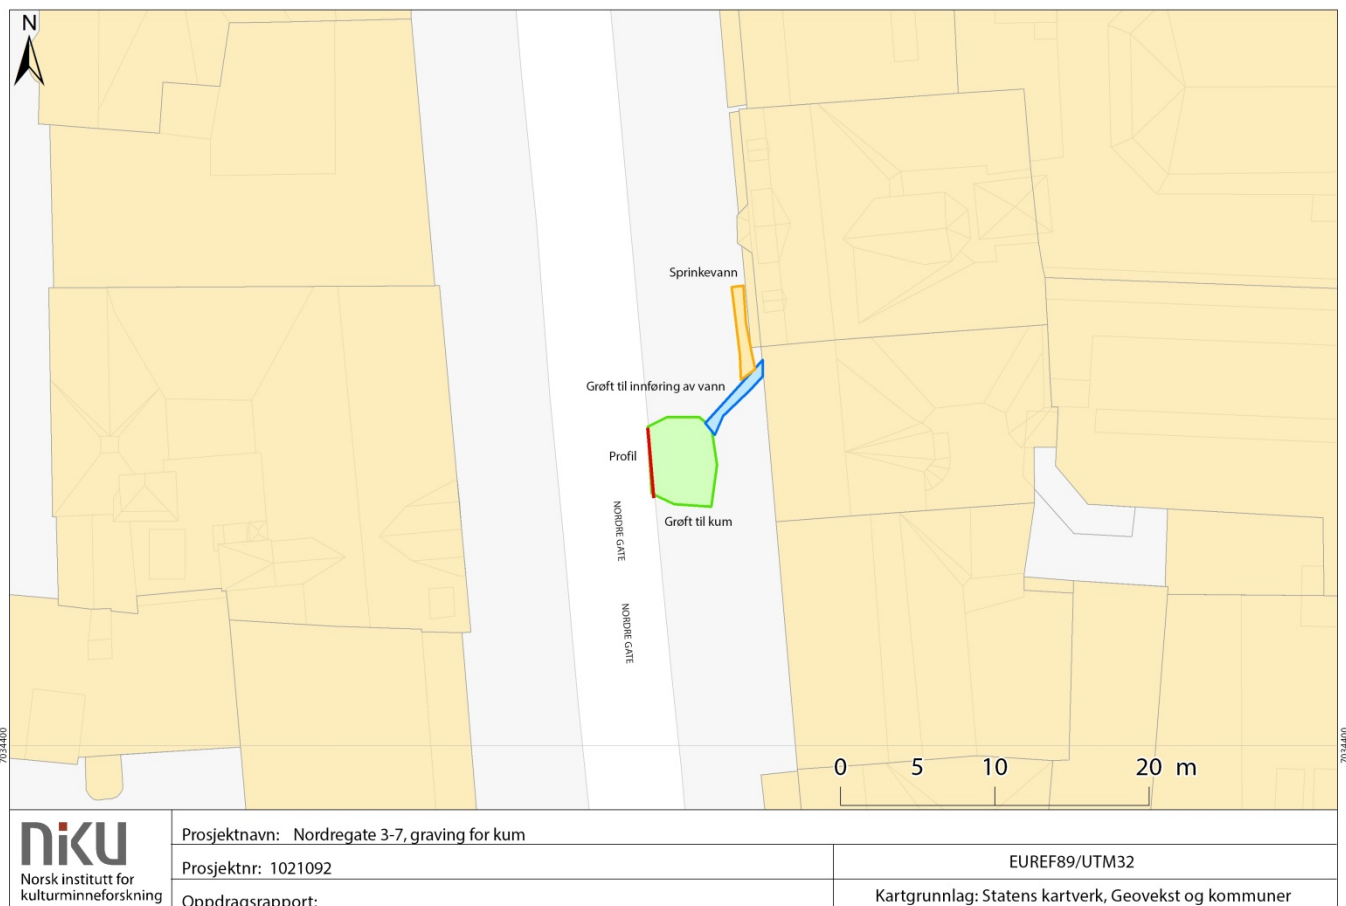 N
Sprinkevann
Grøft til innføring av vann
Profil
Grøft til kum
NORDRE GATE
NORDRE GATE
7034400
7034400
0 5 10 20 m
NIKU
Norsk institutt for
kulturminneforskning
Prosjektnavn: Nordregate 3-7, graving for kum
Prosjektnr: 1021092
Oppdragsrapport:
EUREF89/UTM32
Kartgrunnlag: Statens kartverk, Geovekst og kommuner